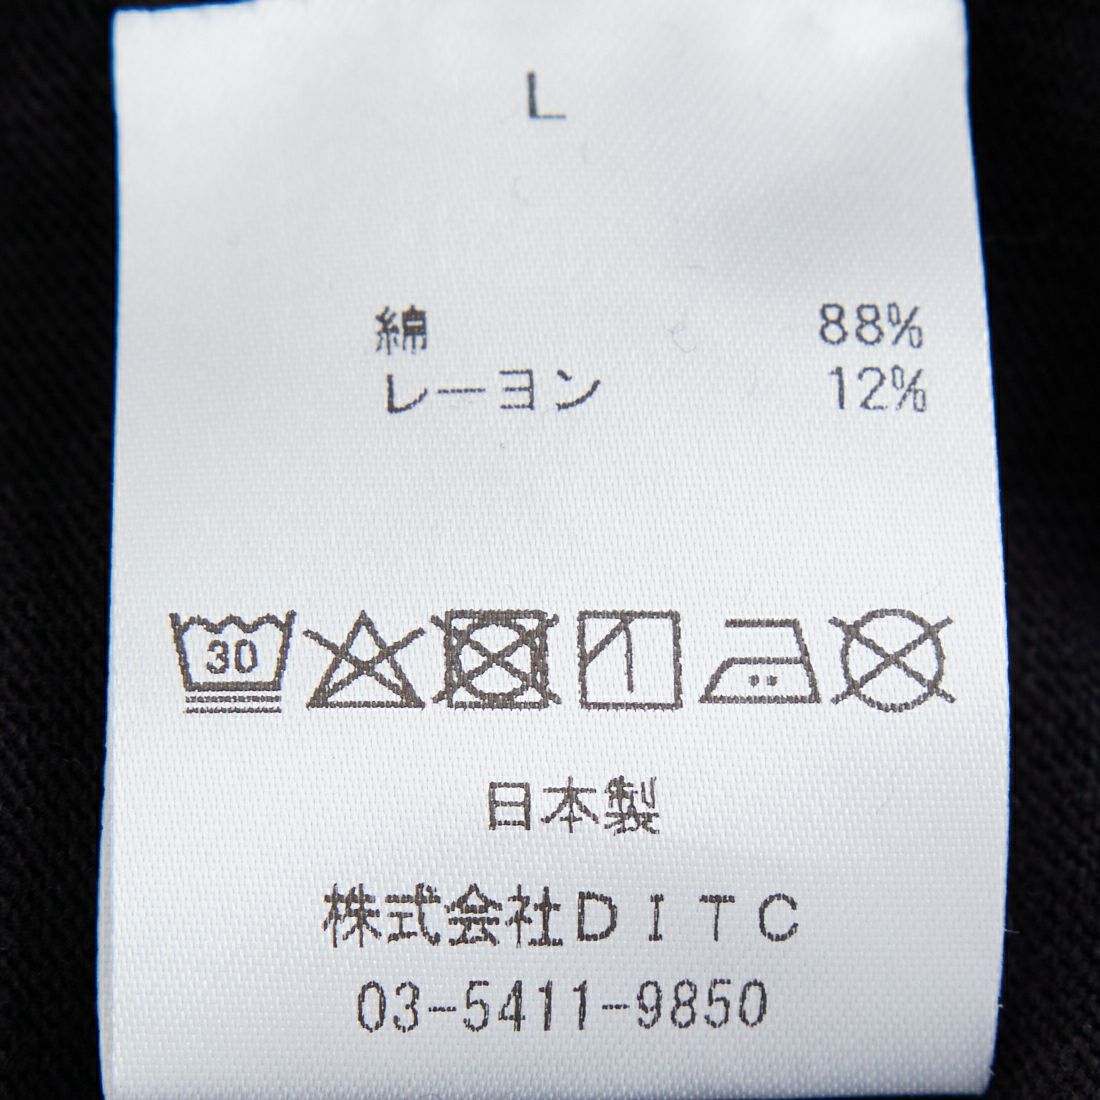 L
綿 88%
レーヨン 12%
30
日本製
株式会社DITC
03-5411-9850